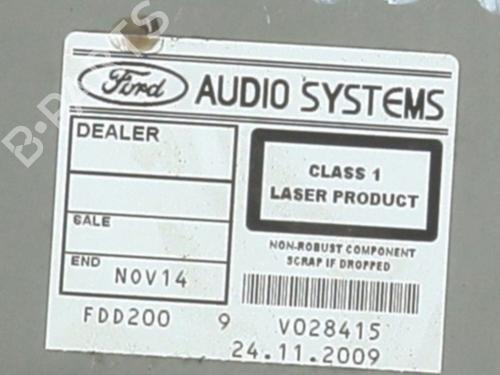 Ford AUDIO SYSTEMS
DEALER
SALE
END NOV14
CLASS 1
LASER PRODUCT
NON-ROBUST COMPONENT
SCRAP IF DROPPED
FDD200 9 V028415
24.11.2009
B-PARTS